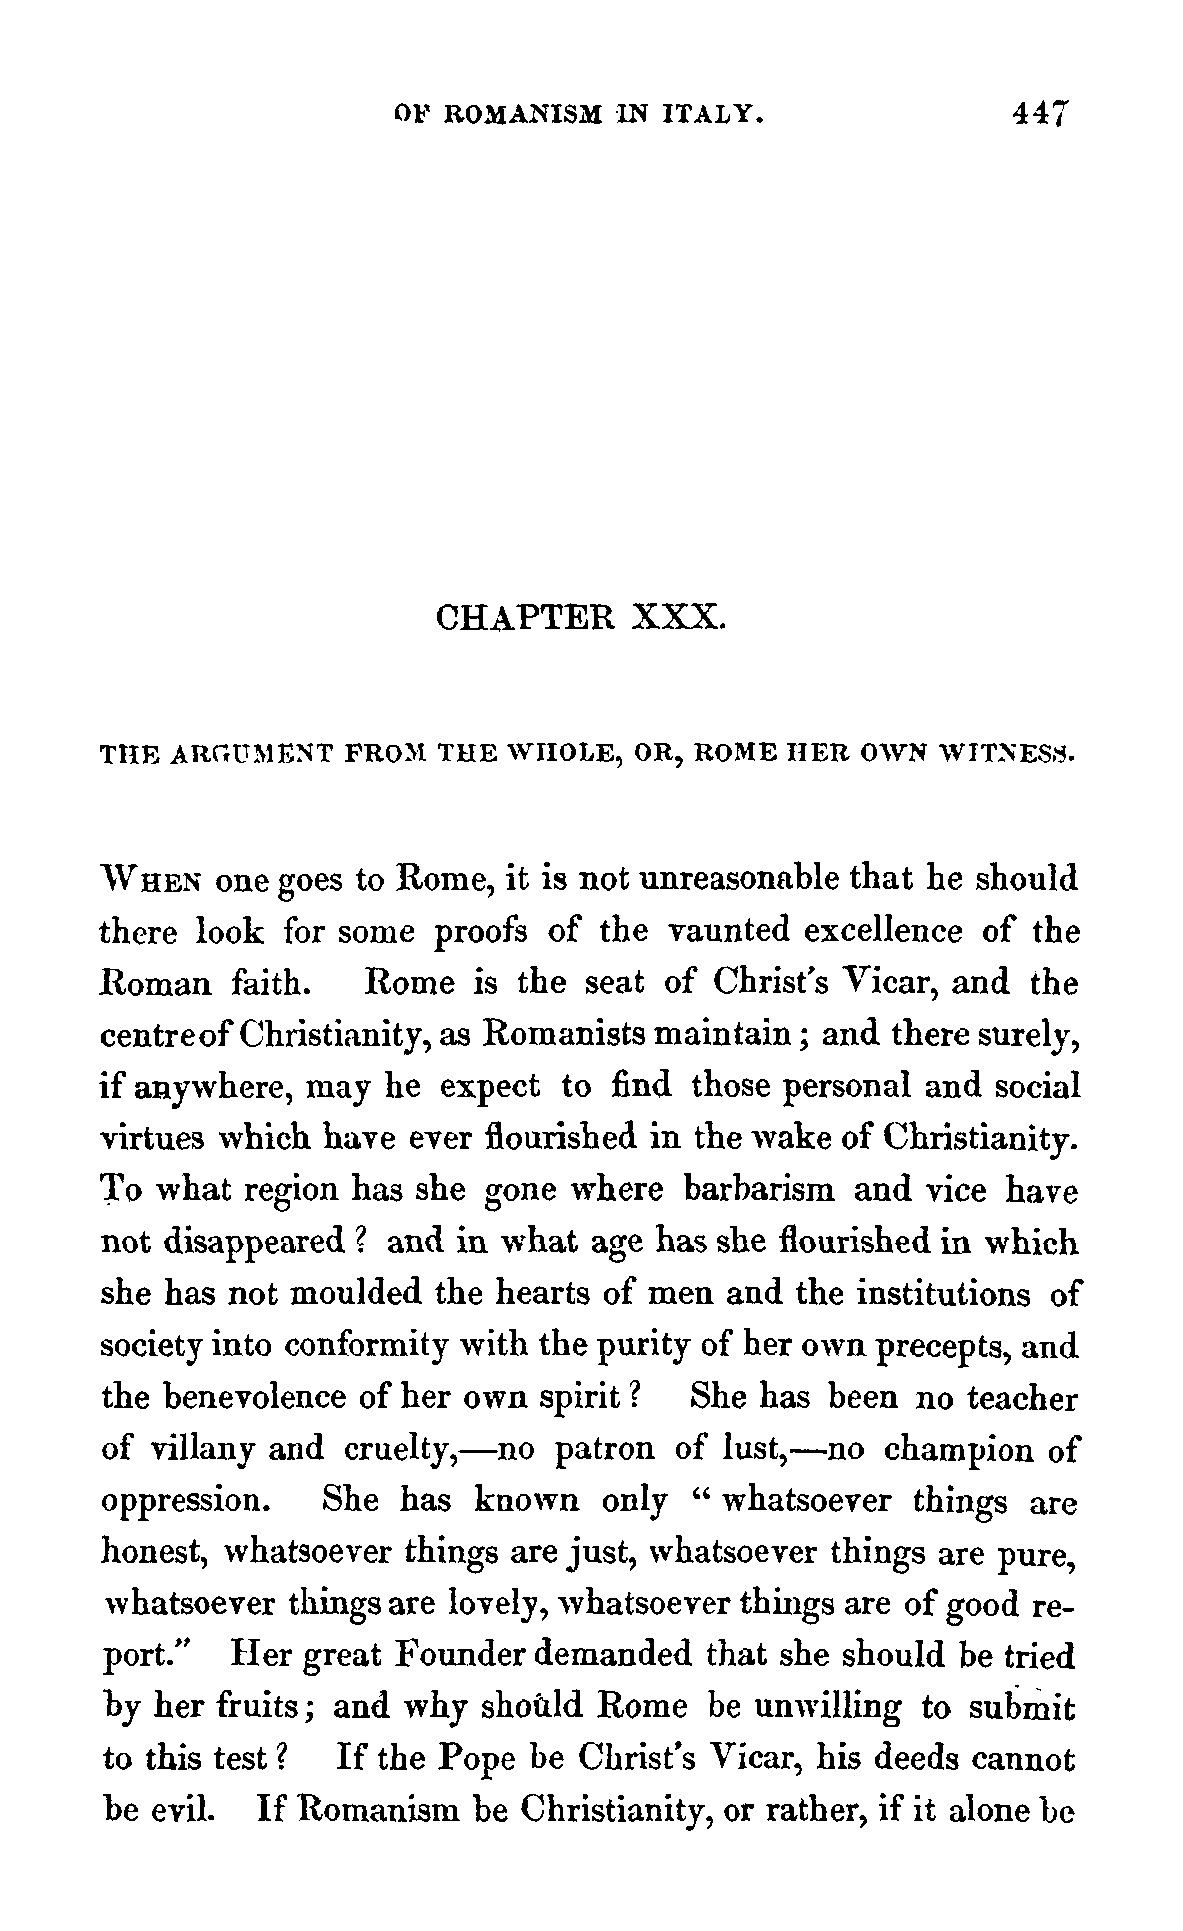 OF ROMANISM IN ITALY. 447
CHAPTER XXX.
THE ARGUMENT FROM THE WHOLE, OR, ROME HER OWN WITNESS.
WHEN one goes to Rome, it is not unreasonable that he should
there look for some proofs of the vaunted excellence of the
Roman faith. Rome is the seat of Christ's Vicar, and the
centre of Christianity, as Romanists maintain; and there surely,
if anywhere, may he expect to find those personal and social
virtues which have ever flourished in the wake of Christianity.
To what region has she gone where barbarism and vice have
not disappeared? and in what age has she flourished in which
she has not moulded the hearts of men and the institutions of
society into conformity with the purity of her own precepts, and
the benevolence of her own spirit? She has been no teacher
of villany and cruelty,—no patron of lust,—no champion of
oppression. She has known only "whatsoever things are
honest, whatsoever things are just, whatsoever things are pure,
whatsoever things are lovely, whatsoever things are of good re-
port." Her great Founder demanded that she should be tried
by her fruits; and why should Rome be unwilling to submit
to this test? If the Pope be Christ's Vicar, his deeds cannot
be evil. If Romanism be Christianity, or rather, if it alone be